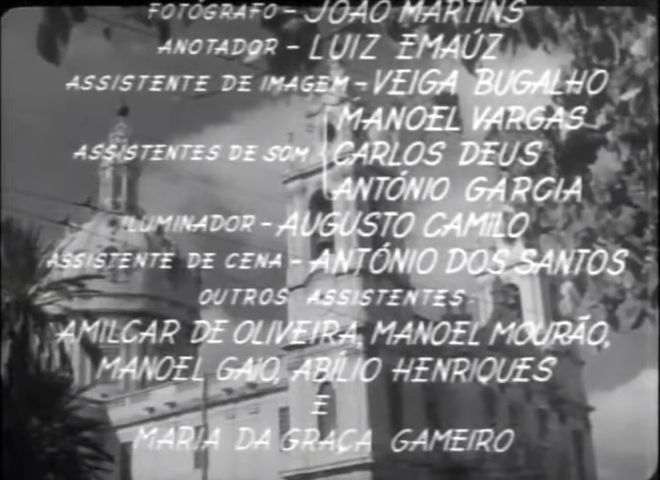 FOTÓGRAFO - JOÃO MARTINS
ANOTADOR - LUIZ EMAÚZ
ASSISTENTE DE IMAGEM - VEIGA BUGALHO
MANOEL VARGAS
ASSISTENTES DE SOM CARLOS DEUS
ANTÓNIO GARCIA
ILUMINADOR - AUGUSTO CAMILO
ASSISTENTE DE CENA - ANTÓNIO DOS SANTOS
OUTROS ASSISTENTES
AMILCAR DE OLIVEIRA, MANOEL MOURÃO,
MANOEL GAIO, ABÍLIO HENRIQUES
E
MARIA DA GRAÇA GAMEIRO